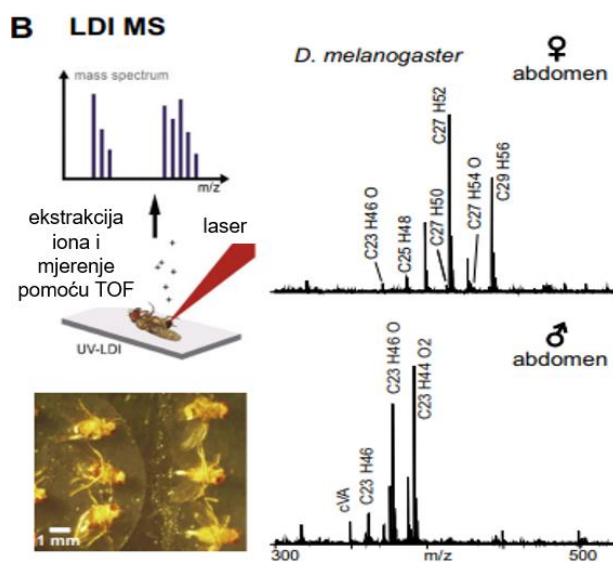 B LDI MS
mass spectrum
m/z
ekstrakcija
iona i
mjerenje
pomoću TOF
laser
UV-LDI
1 mm
D. melanogaster
♀
abdomen
C23 H46 O
C25 H48
C27 H50
C27 H52
C27 H54 O
C29 H56
♂
abdomen
cVA
C23 H46
C23 H46 O
C23 H44 O2
300 m/z 500